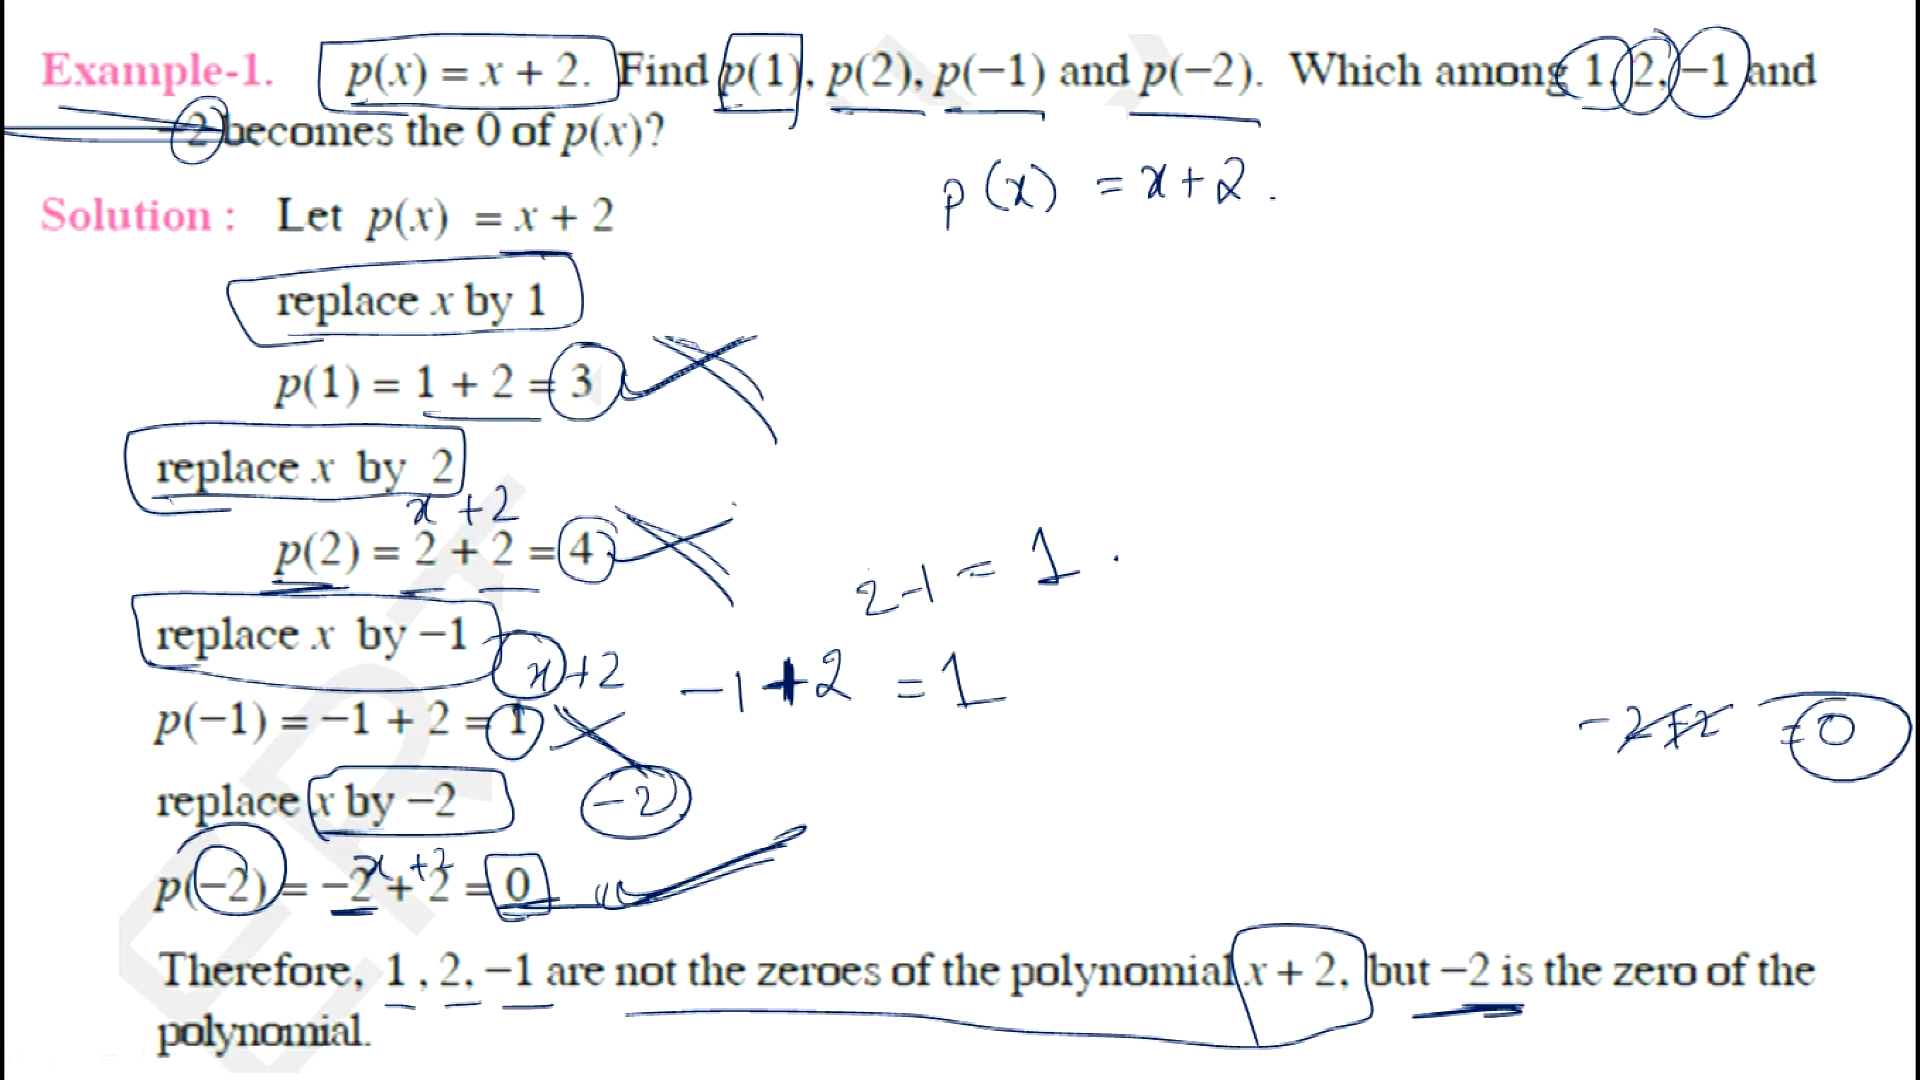 Example-1. p(x) = x + 2. Find p(1), p(2), p(−1) and p(−2). Which among 1, 2, −1 and
−2 becomes the 0 of p(x)?
p(x) = x+2.
Solution : Let p(x) = x + 2
replace x by 1
p(1) = 1 + 2 = 3
replace x by 2
x +2
p(2) = 2 + 2 = 4
2-1 = 1.
replace x by −1
x+2 -1+2 = 1
p(−1) = −1 + 2 = 1
-2+2 = 0
replace x by −2
-2
x +2
p(−2) = −2 + 2 = 0
Therefore, 1 , 2, −1 are not the zeroes of the polynomial x + 2, but −2 is the zero of the
polynomial.